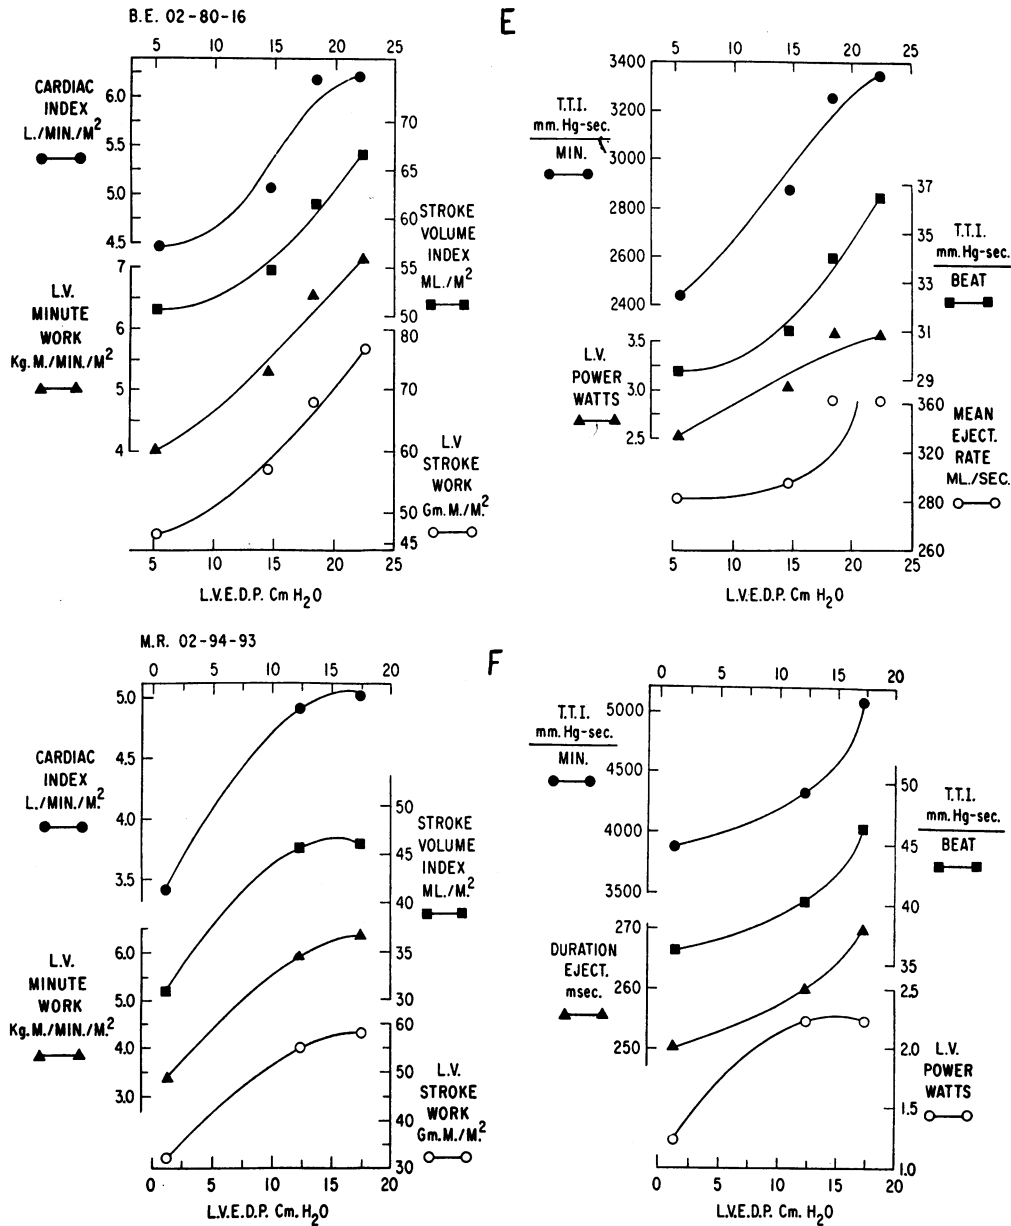 B.E. 02-80-16
E
5 10 15 20 25
CARDIAC
INDEX
L./MIN./M²
6.0
5.5
5.0
4.5
70
65
60
55
50
STROKE
VOLUME
INDEX
ML./M²
L.V.
MINUTE
WORK
Kg.M./MIN./M²
7
6
5
4
80
70
60
50
45
L.V
STROKE
WORK
Gm.M./M²
5 10 15 20 25
L.V.E.D.P. Cm H₂O
5 10 15 20 25
T.T.I.
mm.Hg-sec.
MIN.
3400
3200
3000
2800
2600
2400
37
35
33
31
29
T.T.I.
mm.Hg-sec.
BEAT
L.V.
POWER
WATTS
3.5
3.0
2.5
360
320
280
260
MEAN
EJECT.
RATE
ML./SEC.
5 10 15 20 25
L.V.E.D.P. Cm H₂O
M.R. 02-94-93
F
0 5 10 15 20
CARDIAC
INDEX
L./MIN./M.²
5.0
4.5
4.0
3.5
50
45
40
35
30
STROKE
VOLUME
INDEX
ML./M.²
L.V.
MINUTE
WORK
Kg.M./MIN./M.²
6.0
5.0
4.0
3.0
60
50
40
30
L.V.
STROKE
WORK
Gm.M./M.²
0 5 10 15 20
L.V.E.D.P. Cm. H₂O
0 5 10 15 20
T.T.I.
mm.Hg-sec.
MIN.
5000
4500
4000
3500
50
45
40
35
T.T.I.
mm.Hg-sec.
BEAT
DURATION
EJECT.
msec.
270
260
250
2.5
2.0
1.5
1.0
L.V.
POWER
WATTS
0 5 10 15 20
L.V.E.D.P. Cm. H₂O